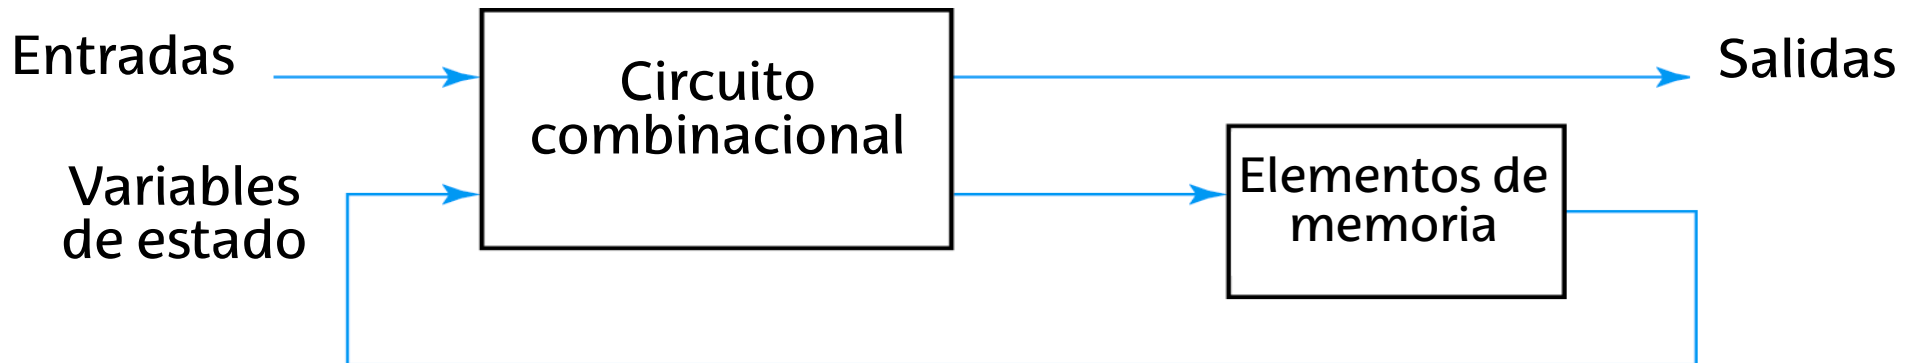 Entradas
Circuito
combinacional
Salidas
Variables
de estado
Elementos de
memoria